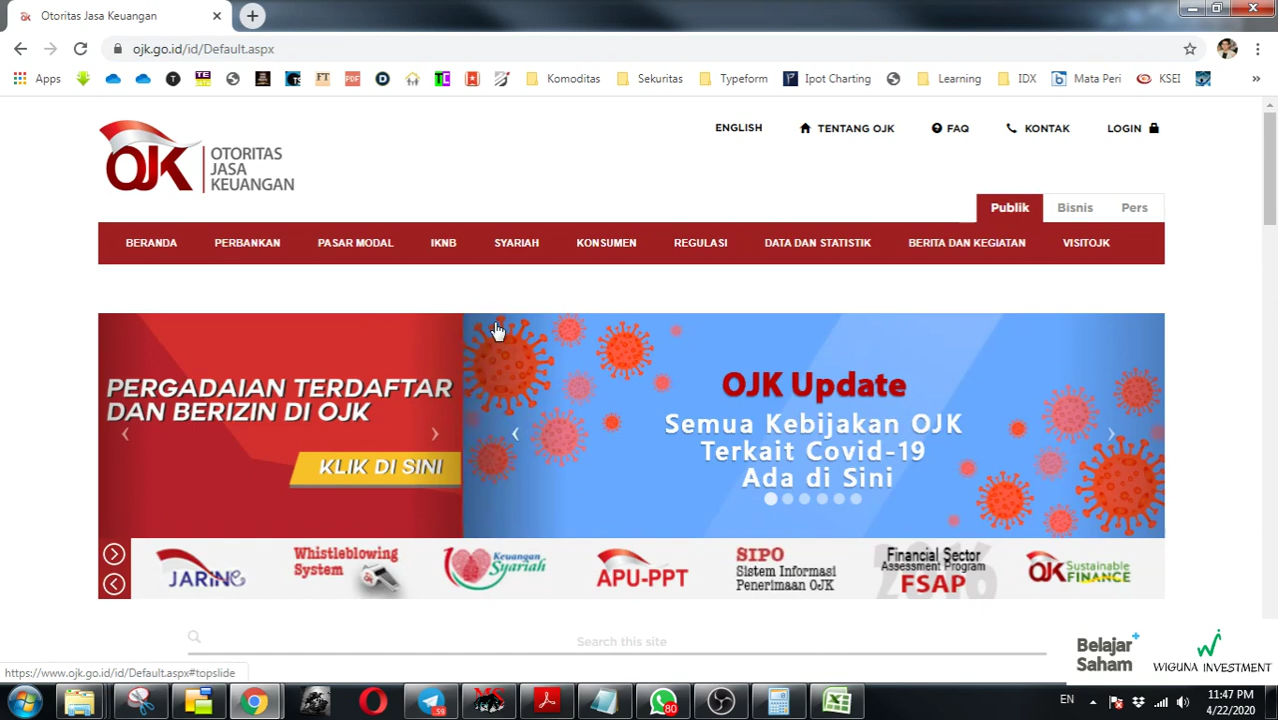 Otoritas Jasa Keuangan
ojk.go.id/id/Default.aspx
Apps
Komoditas
Sekuritas
Typeform
Ipot Charting
Learning
IDX
Mata Peri
KSEI
OJK
OTORITAS
JASA
KEUANGAN
ENGLISH
TENTANG OJK
FAQ
KONTAK
LOGIN
Publik
Bisnis
Pers
BERANDA
PERBANKAN
PASAR MODAL
IKNB
SYARIAH
KONSUMEN
REGULASI
DATA DAN STATISTIK
BERITA DAN KEGIATAN
VISITOJK
PERGADAIAN TERDAFTAR
DAN BERIZIN DI OJK
KLIK DI SINI
OJK Update
Semua Kebijakan OJK
Terkait Covid-19
Ada di Sini
JARING
Whistleblowing
System
Keuangan
Syariah
APU-PPT
SIPO
Sistem Informasi
Penerimaan OJK
Financial Sector
Assessment Program
FSAP
OJK Sustainable
FINANCE
Search this site
Belajar
Saham
WIGUNA INVESTMENT
https://www.ojk.go.id/id/Default.aspx#topslide
59
80
EN
11:47 PM
4/22/2020